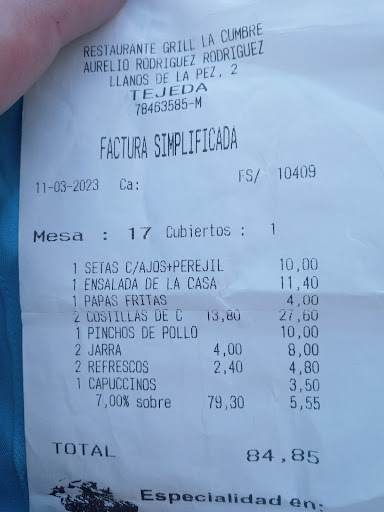 RESTAURANTE GRILL LA CUMBRE
AURELIO RODRIGUEZ RODRIGUEZ
LLANOS DE LA PEZ, 2
TEJEDA
78463585-M
FACTURA SIMPLIFICADA
11-03-2023 Ca: FS/ 10409
Mesa : 17 Cubiertos : 1
1 SETAS C/AJOS+PEREJIL 10,00
1 ENSALADA DE LA CASA 11,40
1 PAPAS FRITAS 4,00
2 COSTILLAS DE C 13,80 27,60
1 PINCHOS DE POLLO 10,00
2 JARRA 4,00 8,00
2 REFRESCOS 2,40 4,80
1 CAPUCCINOS 3,50
7,00% sobre 79,30 5,55
TOTAL 84,85
Especialidad en: